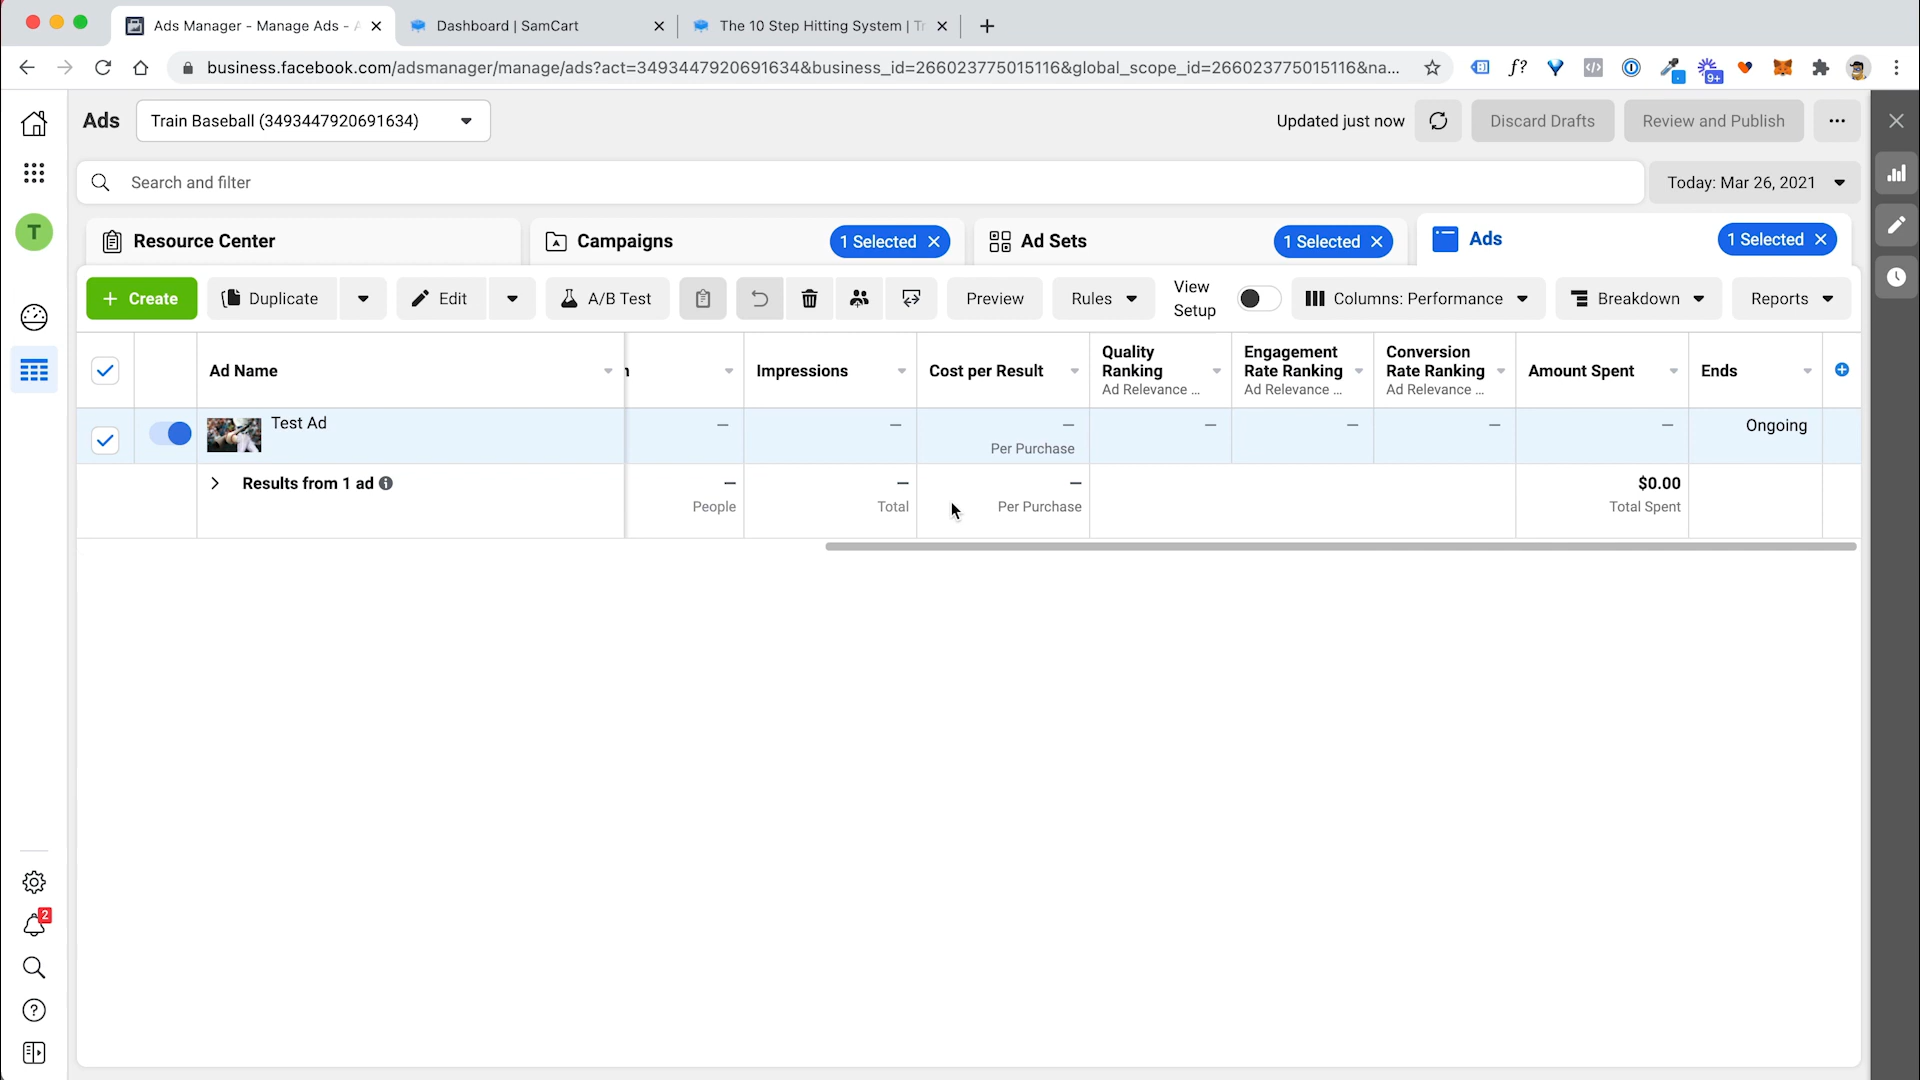 Ads Manager - Manage Ads - A
Dashboard | SamCart
The 10 Step Hitting System | Tr
business.facebook.com/adsmanager/manage/ads?act=3493447920691634&business_id=266023775015116&global_scope_id=266023775015116&na...
f?
9+
Ads
Train Baseball (3493447920691634)
Updated just now
Discard Drafts
Review and Publish
Search and filter
Today: Mar 26, 2021
T
Resource Center
Campaigns
1 Selected
Ad Sets
1 Selected
Ads
1 Selected
+ Create
Duplicate
Edit
A/B Test
Preview
Rules
View Setup
Columns: Performance
Breakdown
Reports
Ad Name
Impressions
Cost per Result
Quality Ranking
Ad Relevance ...
Engagement Rate Ranking
Ad Relevance ...
Conversion Rate Ranking
Ad Relevance ...
Amount Spent
Ends
Test Ad
—
—
—
Per Purchase
—
—
—
—
Ongoing
Results from 1 ad
—
People
—
Total
—
Per Purchase
$0.00
Total Spent
2